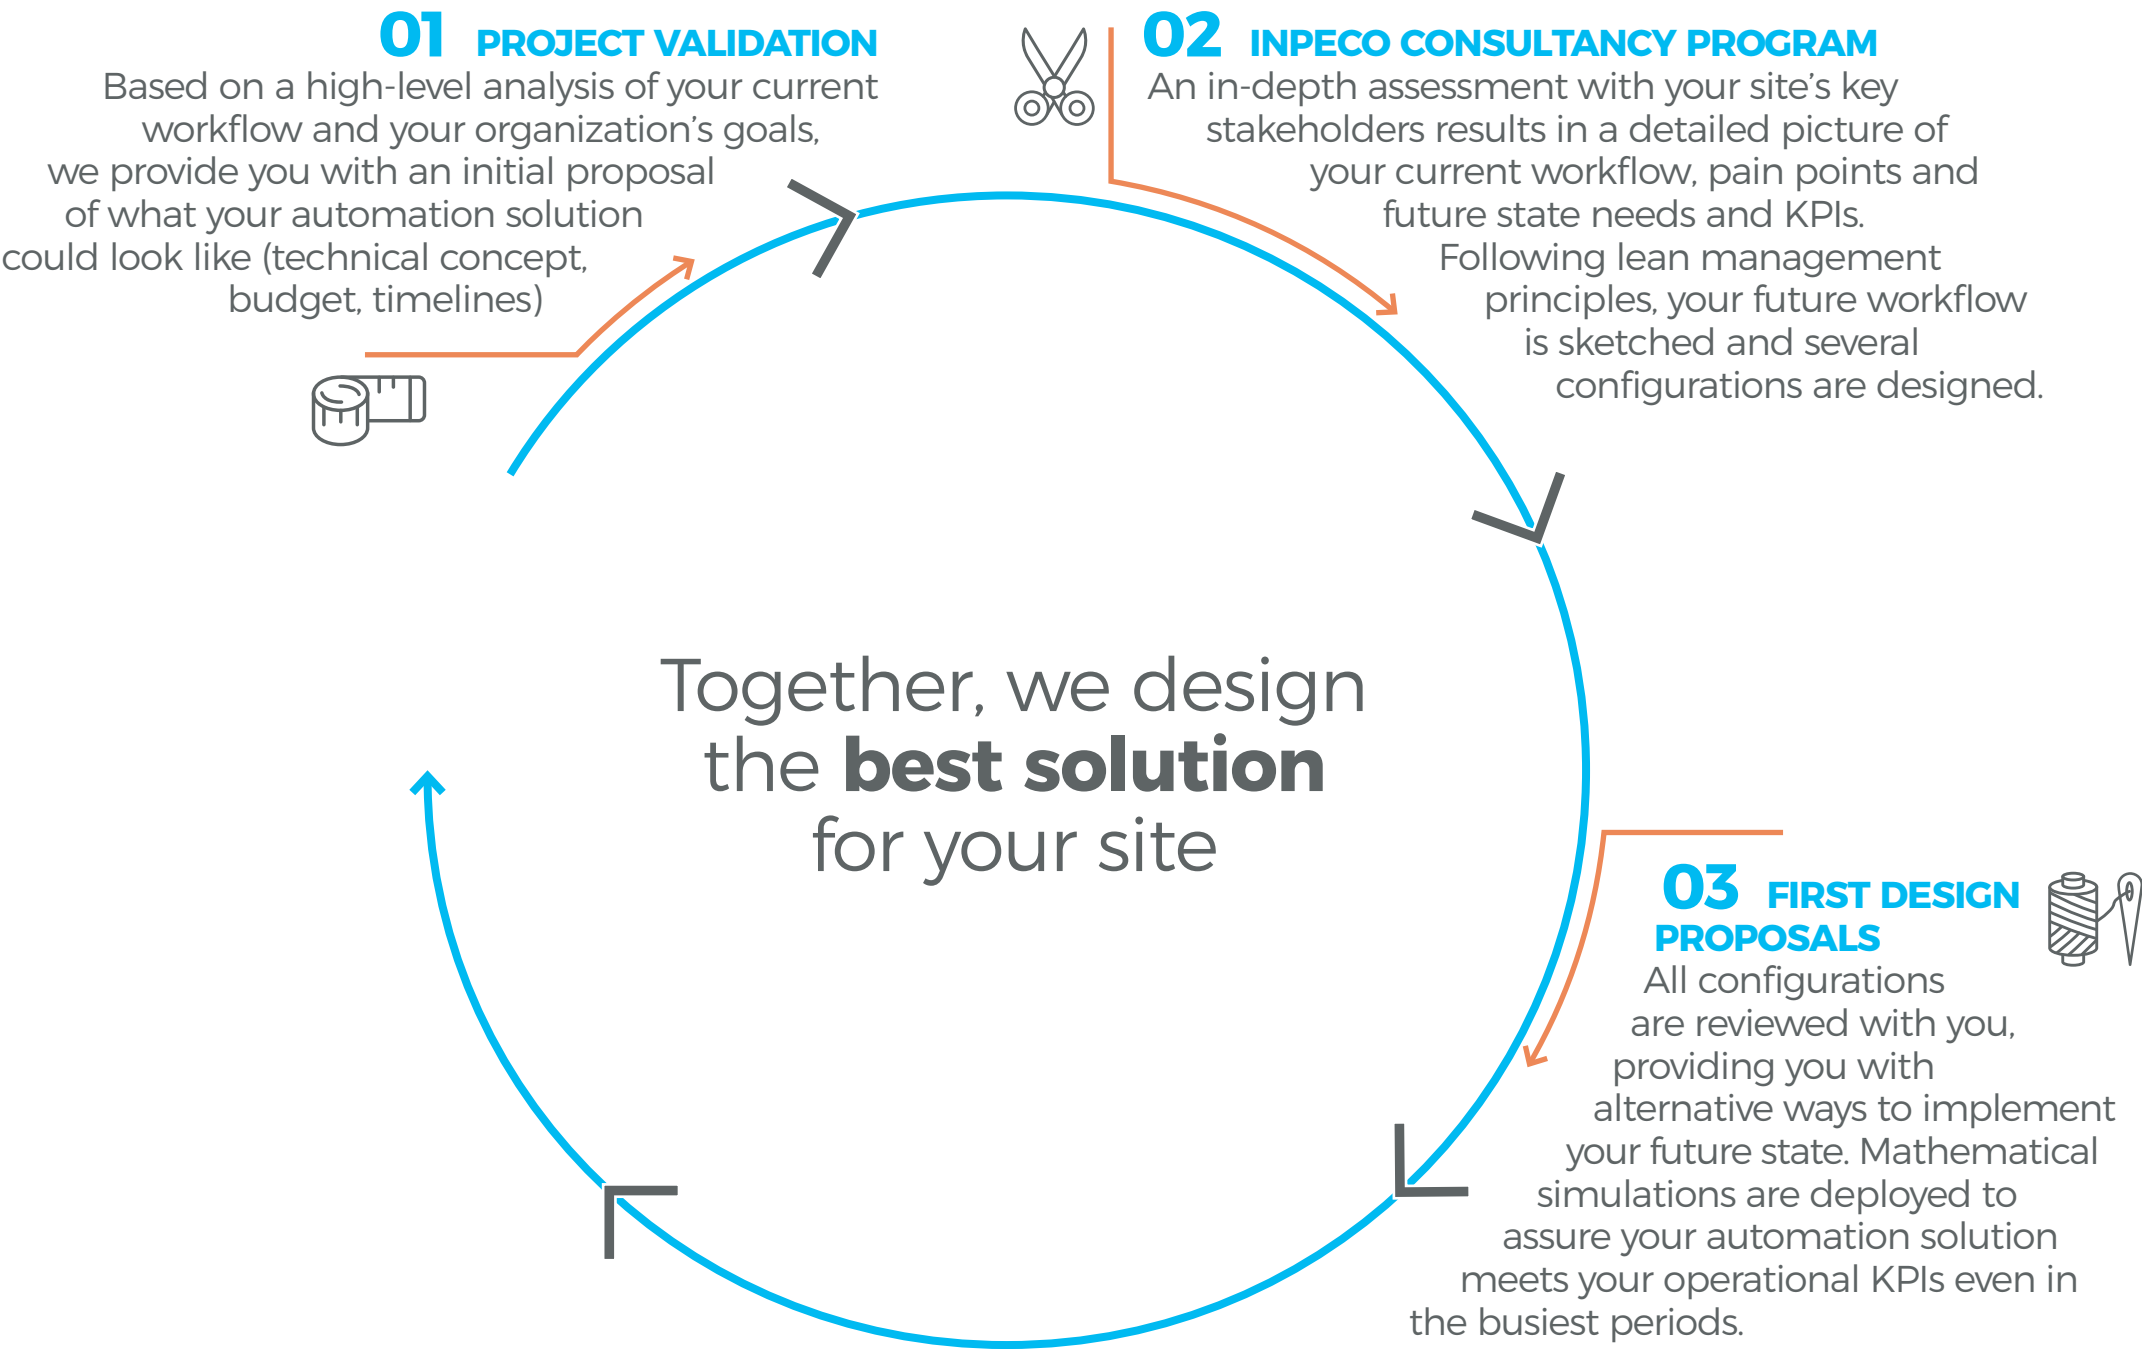 01 PROJECT VALIDATION
Based on a high-level analysis of your current
workflow and your organization's goals,
we provide you with an initial proposal
of what your automation solution
could look like (technical concept,
budget, timelines)
02 INPECO CONSULTANCY PROGRAM
An in-depth assessment with your site's key
stakeholders results in a detailed picture of
your current workflow, pain points and
future state needs and KPIs.
Following lean management
principles, your future workflow
is sketched and several
configurations are designed.
Together, we design
the best solution
for your site
03 FIRST DESIGN
PROPOSALS
All configurations
are reviewed with you,
providing you with
alternative ways to implement
your future state. Mathematical
simulations are deployed to
assure your automation solution
meets your operational KPIs even in
the busiest periods.